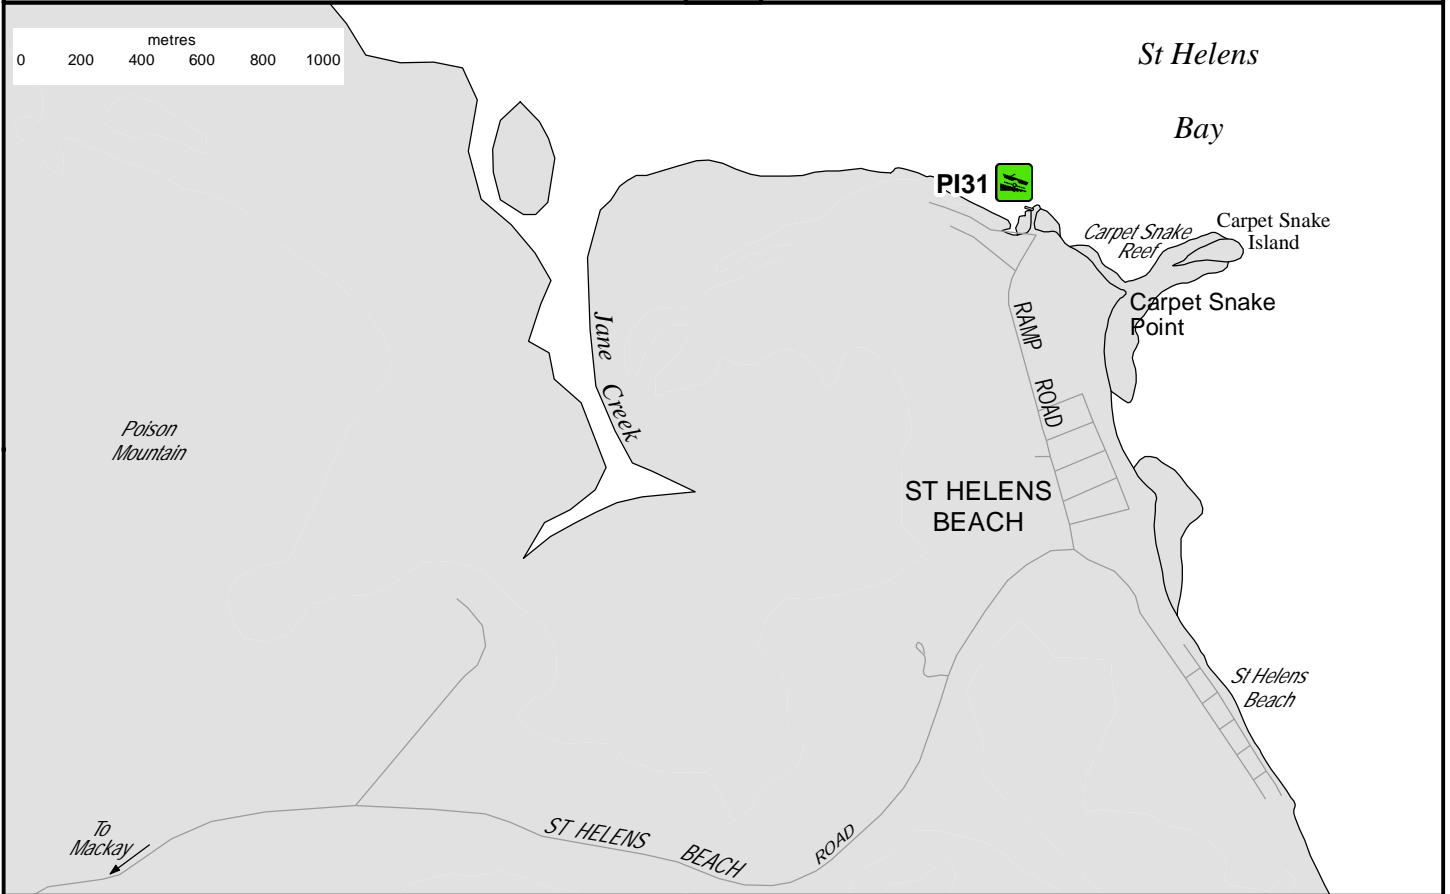 metres
0 200 400 600 800 1000
St Helens
Bay
PI31
Carpet Snake
Island
Carpet Snake
Reef
Carpet Snake
Point
Jane Creek
RAMP ROAD
Poison
Mountain
ST HELENS
BEACH
St Helens
Beach
To
Mackay
ST HELENS BEACH ROAD